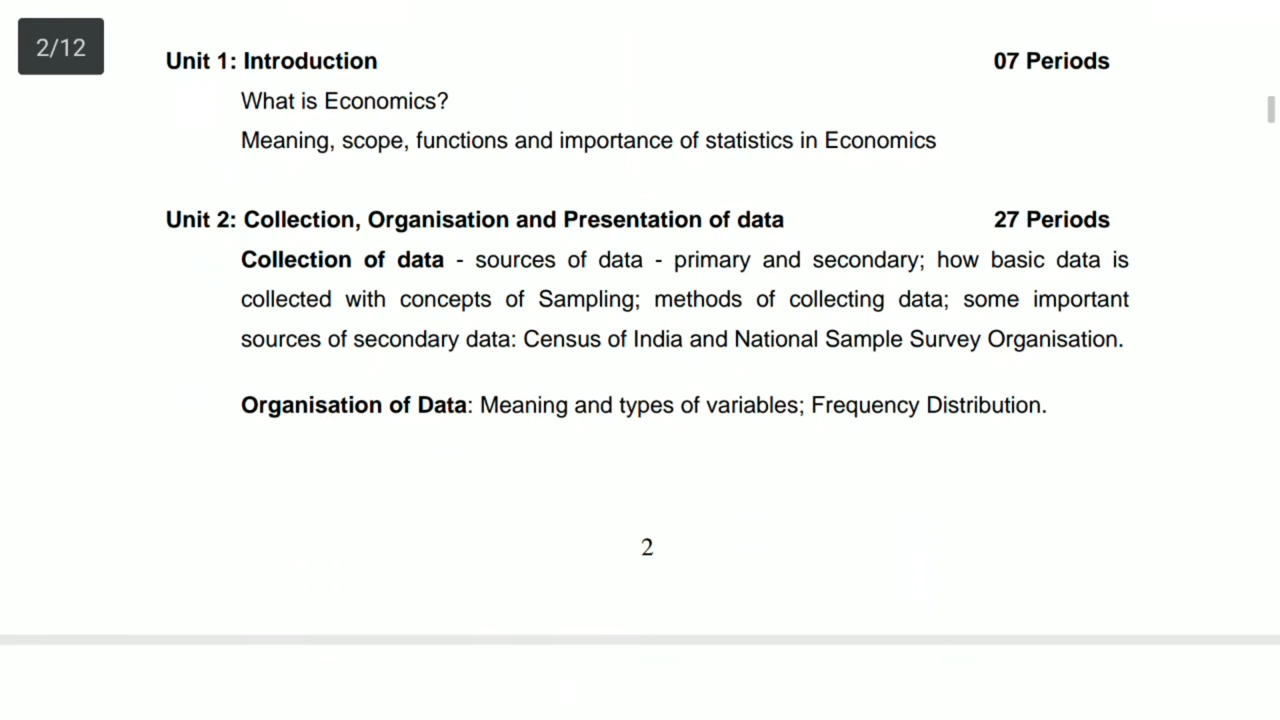 2/12
Unit 1: Introduction 07 Periods
What is Economics?
Meaning, scope, functions and importance of statistics in Economics
Unit 2: Collection, Organisation and Presentation of data 27 Periods
Collection of data - sources of data - primary and secondary; how basic data is
collected with concepts of Sampling; methods of collecting data; some important
sources of secondary data: Census of India and National Sample Survey Organisation.
Organisation of Data: Meaning and types of variables; Frequency Distribution.
2